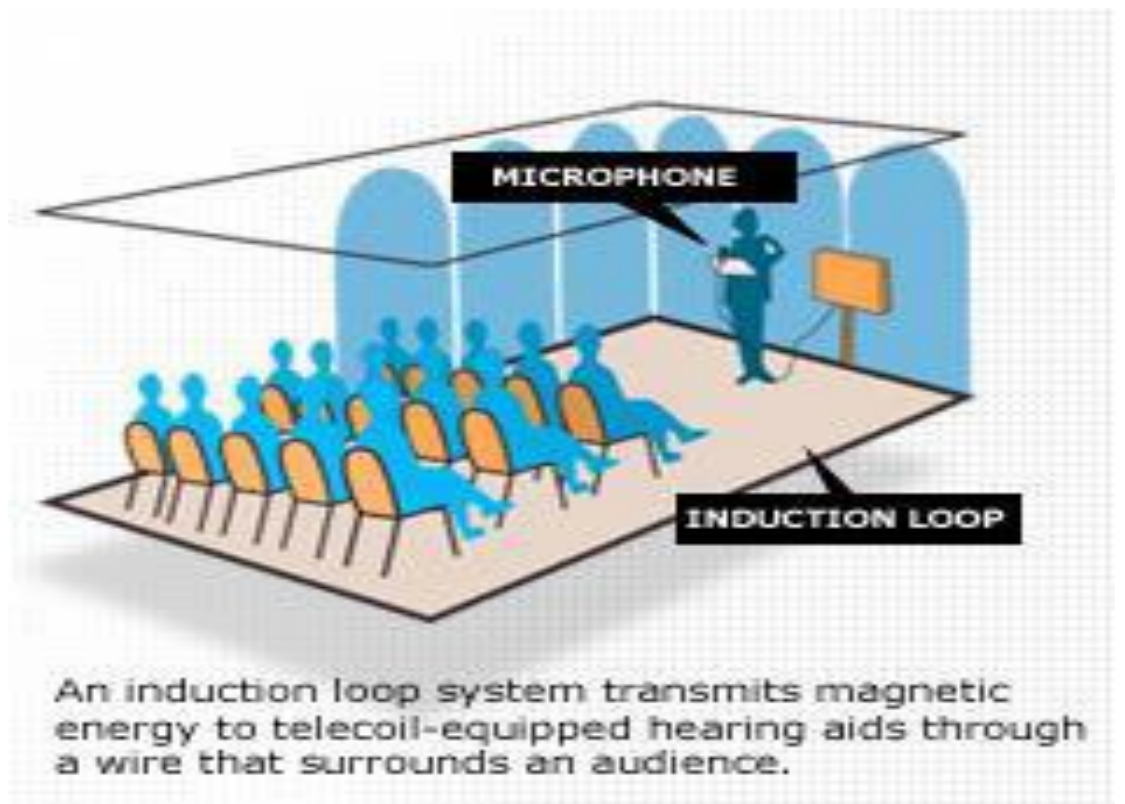 MICROPHONE
INDUCTION LOOP
An induction loop system transmits magnetic
energy to telecoil-equipped hearing aids through
a wire that surrounds an audience.